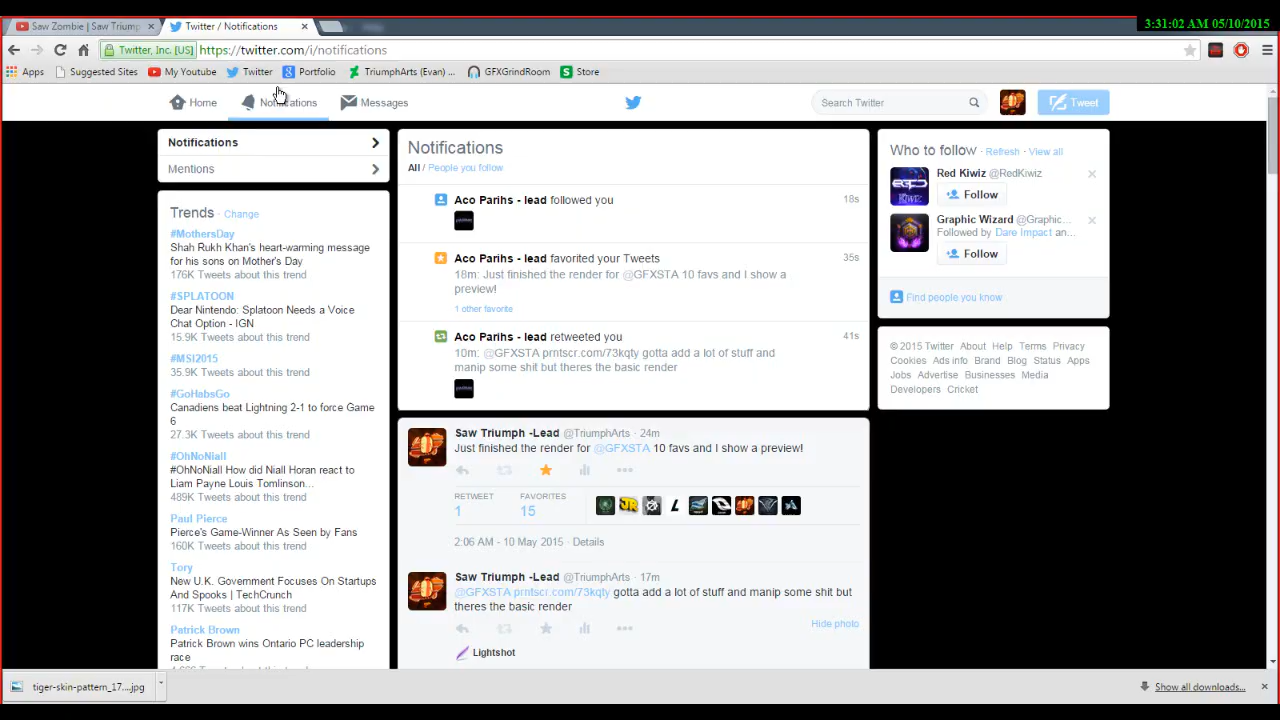 Saw Zombie | Saw Triump
Twitter / Notifications
3:31:02 AM 05/10/2015
Twitter, Inc. [US]
https://twitter.com/i/notifications
Apps
Suggested Sites
My Youtube
Twitter
Portfolio
TriumphArts (Evan) ...
GFXGrindRoom
Store
Home
Notifications
Messages
Search Twitter
Tweet
Notifications
Mentions
Trends · Change
#MothersDay
Shah Rukh Khan's heart-warming message
for his sons on Mother's Day
176K Tweets about this trend
#SPLATOON
Dear Nintendo: Splatoon Needs a Voice
Chat Option - IGN
15.9K Tweets about this trend
#MSI2015
35.9K Tweets about this trend
#GoHabsGo
Canadiens beat Lightning 2-1 to force Game
6
27.3K Tweets about this trend
#OhNoNiall
#OhNoNiall How did Niall Horan react to
Liam Payne Louis Tomlinson...
489K Tweets about this trend
Paul Pierce
Pierce's Game-Winner As Seen by Fans
160K Tweets about this trend
Tory
New U.K. Government Focuses On Startups
And Spooks | TechCrunch
117K Tweets about this trend
Patrick Brown
Patrick Brown wins Ontario PC leadership
race
Notifications
All / People you follow
Aco Parihs - lead followed you
18s
Aco Parihs - lead favorited your Tweets
35s
18m: Just finished the render for @GFXSTA 10 favs and I show a
preview!
1 other favorite
Aco Parihs - lead retweeted you
41s
10m: @GFXSTA prntscr.com/73kqty gotta add a lot of stuff and
manip some shit but theres the basic render
Saw Triumph -Lead @TriumphArts · 24m
Just finished the render for @GFXSTA 10 favs and I show a preview!
RETWEET
FAVORITES
1
15
2:06 AM - 10 May 2015 · Details
Saw Triumph -Lead @TriumphArts · 17m
@GFXSTA prntscr.com/73kqty gotta add a lot of stuff and manip some shit but
theres the basic render
Hide photo
Lightshot
Who to follow · Refresh · View all
Red Kiwiz @RedKiwiz
Follow
Graphic Wizard @Graphic...
Followed by Dare Impact an...
Follow
Find people you know
© 2015 Twitter About Help Terms Privacy
Cookies Ads info Brand Blog Status Apps
Jobs Advertise Businesses Media
Developers Cricket
tiger-skin-pattern_17....jpg
Show all downloads...